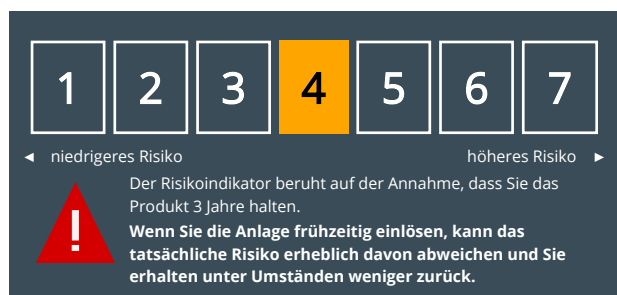 1 2 3 4 5 6 7
◄ niedrigeres Risiko höheres Risiko ►
!
Der Risikoindikator beruht auf der Annahme, dass Sie das
Produkt 3 Jahre halten.
Wenn Sie die Anlage frühzeitig einlösen, kann das
tatsächliche Risiko erheblich davon abweichen und Sie
erhalten unter Umständen weniger zurück.